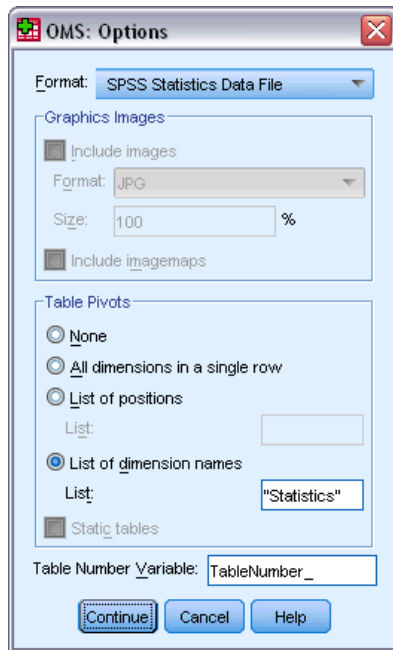 OMS: Options
Format: SPSS Statistics Data File
Graphics Images
Include images
Format: JPG
Size: 100 %
Include imagemaps
Table Pivots
None
All dimensions in a single row
List of positions
List:
List of dimension names
List: "Statistics"
Static tables
Table Number Variable: TableNumber_
Continue Cancel Help